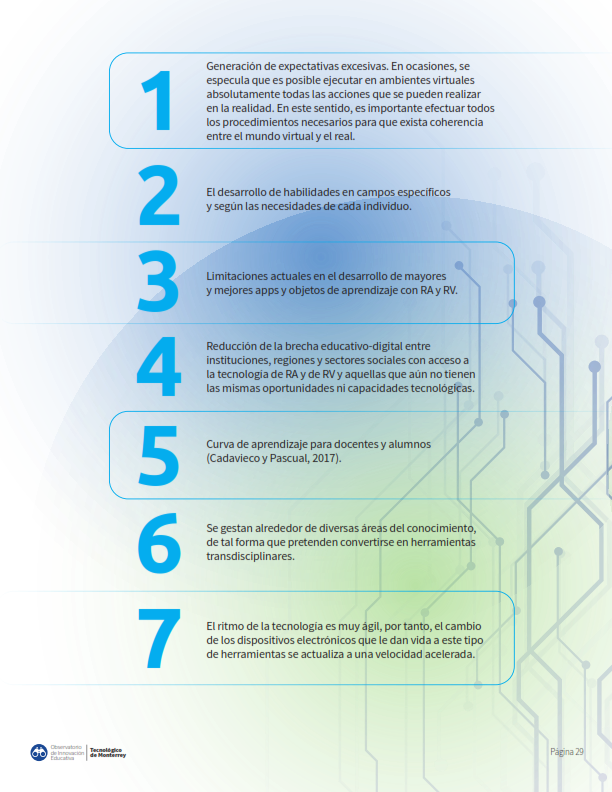 1
Generación de expectativas excesivas. En ocasiones, se
especula que es posible ejecutar en ambientes virtuales
absolutamente todas las acciones que se pueden realizar
en la realidad. En este sentido, es importante efectuar todos
los procedimientos necesarios para que exista coherencia
entre el mundo virtual y el real.
2
El desarrollo de habilidades en campos específicos
y según las necesidades de cada individuo.
3
Limitaciones actuales en el desarrollo de mayores
y mejores apps y objetos de aprendizaje con RA y RV.
4
Reducción de la brecha educativo-digital entre
instituciones, regiones y sectores sociales con acceso a
la tecnología de RA y de RV y aquellas que aún no tienen
las mismas oportunidades ni capacidades tecnológicas.
5
Curva de aprendizaje para docentes y alumnos
(Cadavieco y Pascual, 2017).
6
Se gestan alrededor de diversas áreas del conocimiento,
de tal forma que pretenden convertirse en herramientas
transdisciplinares.
7
El ritmo de la tecnología es muy ágil, por tanto, el cambio
de los dispositivos electrónicos que le dan vida a este tipo
de herramientas se actualiza a una velocidad acelerada.
Observatorio
de Innovación
Educativa
Tecnológico
de Monterrey
Página 29